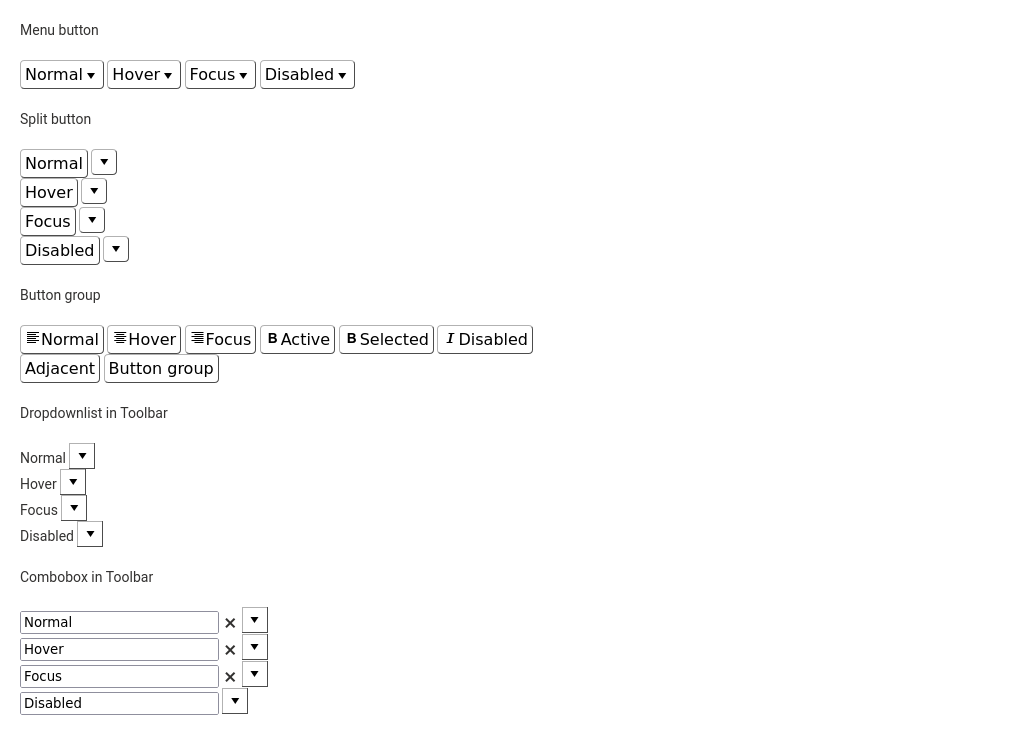 Menu button
Normal Hover Focus Disabled
Split button
Normal
Hover
Focus
Disabled
Button group
Normal Hover Focus B Active B Selected I Disabled
Adjacent Button group
Dropdownlist in Toolbar
Normal
Hover
Focus
Disabled
Combobox in Toolbar
Normal
Hover
Focus
Disabled